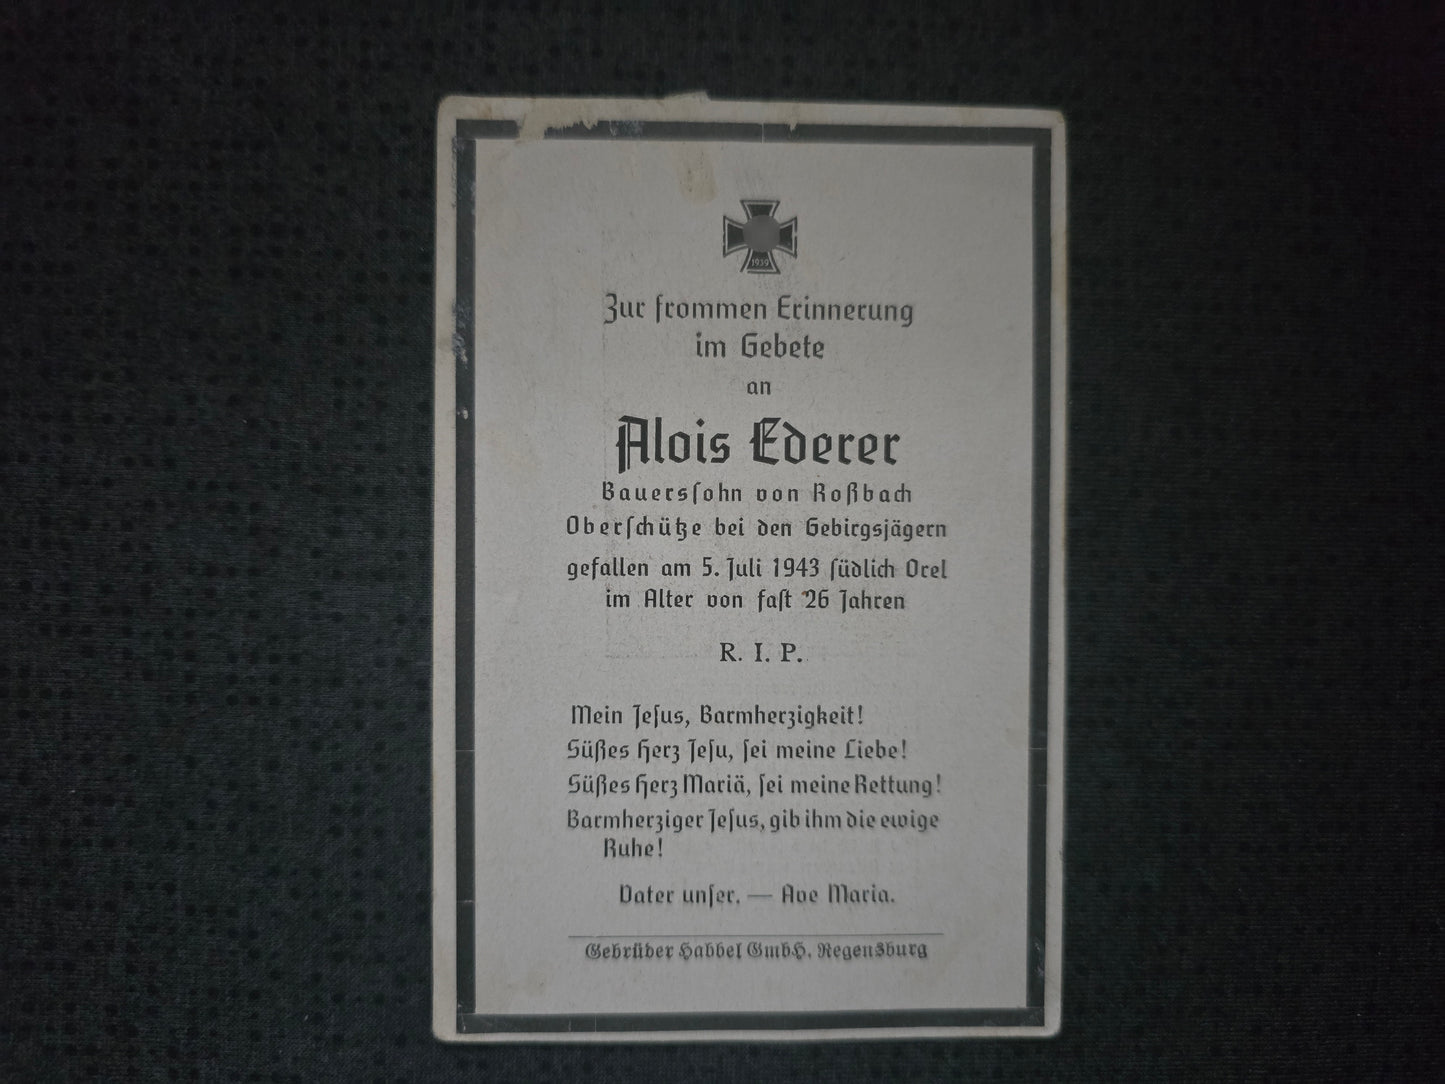 1939
Zur frommen Erinnerung
im Gebete
an
Alois Ederer
Bauerssohn von Roßbach
Oberschütze bei den Gebirgsjägern
gefallen am 5. Juli 1943 südlich Orel
im Alter von fast 26 Jahren
R. I. P.
Mein Jesus, Barmherzigkeit!
Süßes Herz Jesu, sei meine Liebe!
Süßes Herz Mariä, sei meine Rettung!
Barmherziger Jesus, gib ihm die ewige
Ruhe!
Vater unser. — Ave Maria.
Gebrüder Habbel GmbH. Regensburg